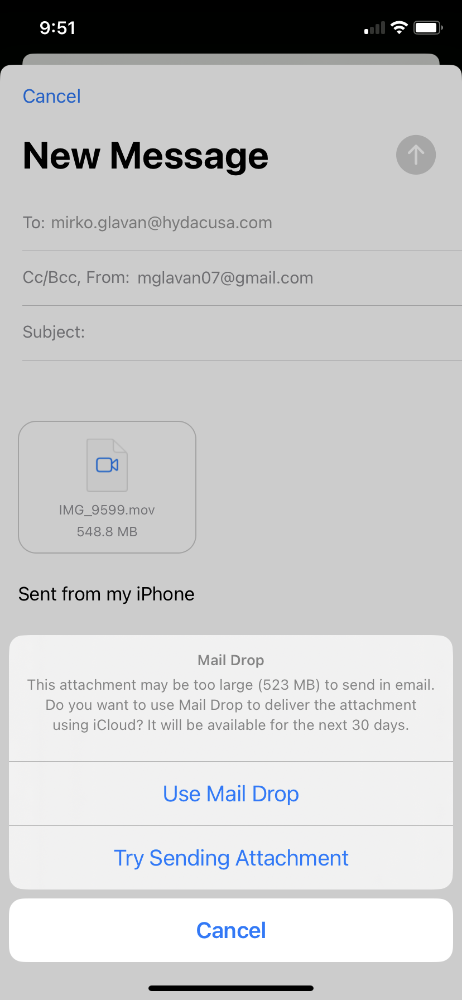 9:51
Cancel
New Message
To: mirko.glavan@hydacusa.com
Cc/Bcc, From: mglavan07@gmail.com
Subject:
IMG_9599.mov
548.8 MB
Sent from my iPhone
Mail Drop
This attachment may be too large (523 MB) to send in email.
Do you want to use Mail Drop to deliver the attachment
using iCloud? It will be available for the next 30 days.
Use Mail Drop
Try Sending Attachment
Cancel